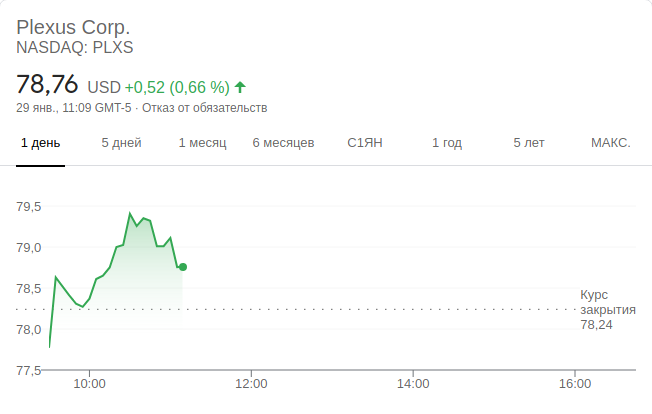 Plexus Corp.
NASDAQ: PLXS
78,76 USD +0,52 (0,66 %)
29 янв., 11:09 GMT-5 · Отказ от обязательств
1 день 5 дней 1 месяц 6 месяцев С1ЯН 1 год 5 лет МАКС.
79,5
79,0
78,5
78,0
77,5
Курс
закрытия
78,24
10:00 12:00 14:00 16:00